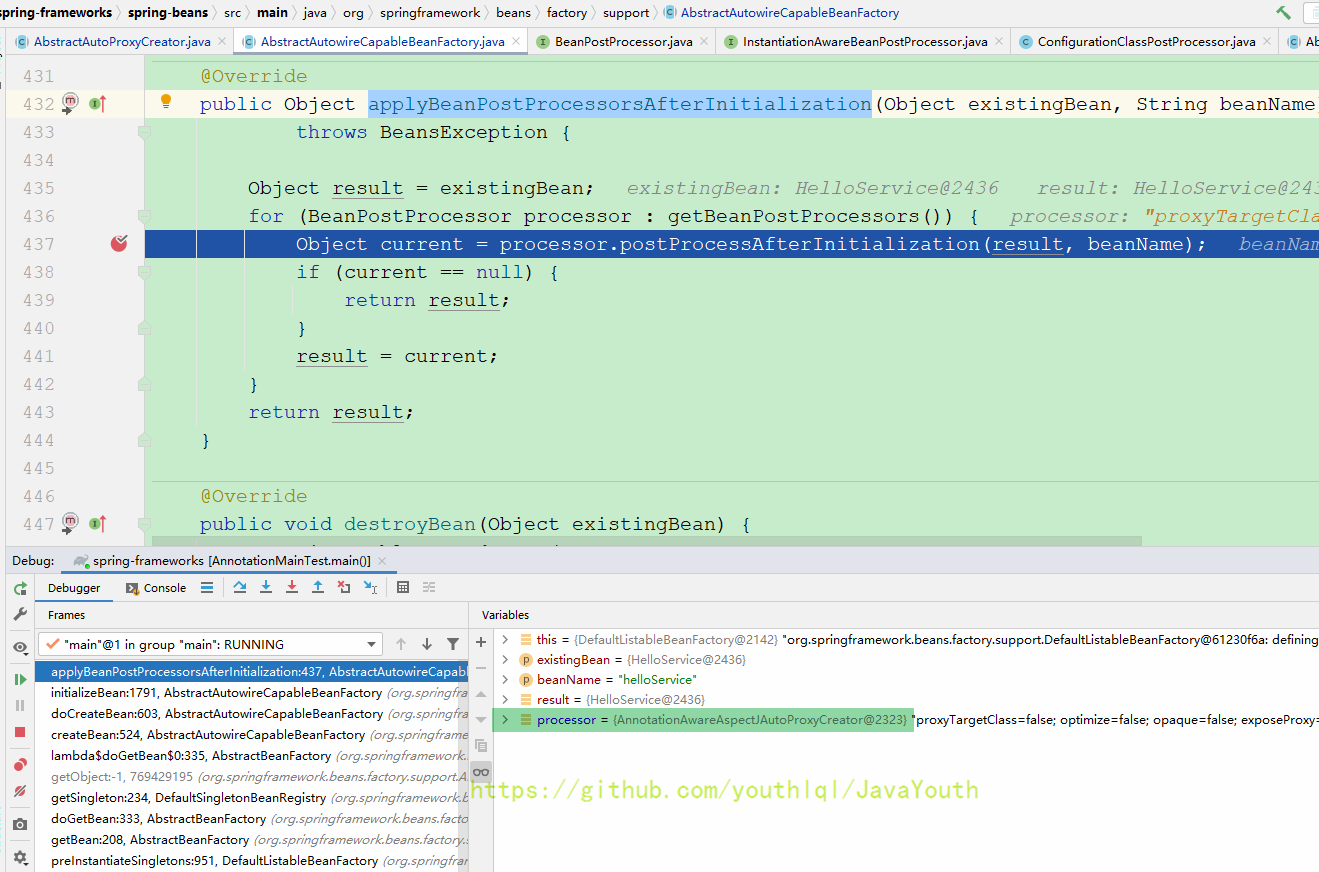 spring-frameworks spring-beans src main java org springframework beans factory support AbstractAutowireCapableBeanFactory
AbstractAutoProxyCreator.java AbstractAutowireCapableBeanFactory.java BeanPostProcessor.java InstantiationAwareBeanPostProcessor.java ConfigurationClassPostProcessor.java Ab
431 @Override
432 public Object applyBeanPostProcessorsAfterInitialization(Object existingBean, String beanName)
433 throws BeansException {
434
435 Object result = existingBean; existingBean: HelloService@2436 result: HelloService@243
436 for (BeanPostProcessor processor : getBeanPostProcessors()) { processor: "proxyTargetCla
437 Object current = processor.postProcessAfterInitialization(result, beanName); beanNam
438 if (current == null) {
439 return result;
440 }
441 result = current;
442 }
443 return result;
444 }
445
446 @Override
447 public void destroyBean(Object existingBean) {
Debug: spring-frameworks [AnnotationMainTest.main()]
Debugger Console
Frames
Variables
"main"@1 in group "main": RUNNING
applyBeanPostProcessorsAfterInitialization:437, AbstractAutowireCapabl
initializeBean:1791, AbstractAutowireCapableBeanFactory (org.springfra
doCreateBean:603, AbstractAutowireCapableBeanFactory (org.springfra
createBean:524, AbstractAutowireCapableBeanFactory (org.springfram
lambda$doGetBean$0:335, AbstractBeanFactory (org.springframework.
getObject:-1, 769429195 (org.springframework.beans.factory.support.A
getSingleton:234, DefaultSingletonBeanRegistry (org.springframework.b
doGetBean:333, AbstractBeanFactory (org.springframework.beans.facto
getBean:208, AbstractBeanFactory (org.springframework.beans.factory.s
preInstantiateSingletons:951, DefaultListableBeanFactory (org.springfra
this = {DefaultListableBeanFactory@2142} "org.springframework.beans.factory.support.DefaultListableBeanFactory@61230f6a: defining
existingBean = {HelloService@2436}
beanName = "helloService"
result = {HelloService@2436}
processor = {AnnotationAwareAspectJAutoProxyCreator@2323} "proxyTargetClass=false; optimize=false; opaque=false; exposeProxy=
https://github.com/youthlql/JavaYouth